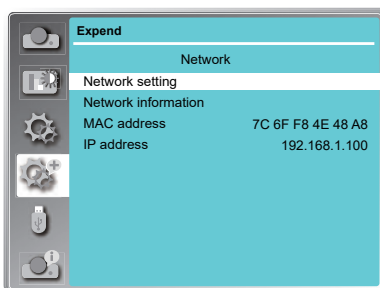 Expend
Network
Network setting
Network information
MAC address 7C 6F F8 4E 48 A8
IP address 192.168.1.100